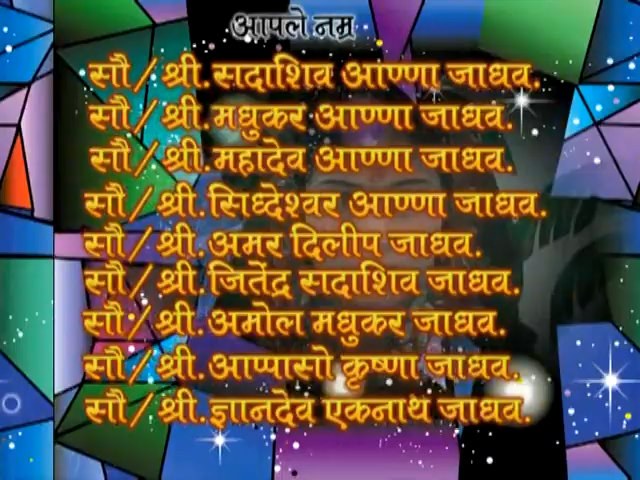 आपले नम्र
सौ/श्री.सदाशिव आण्णा जाधव.
सौ/श्री.मधुकर आण्णा जाधव.
सौ/श्री.महादेव आण्णा जाधव.
सौ/श्री.सिध्देश्वर आण्णा जाधव.
सौ/श्री.अमर दिलीप जाधव.
सौ/श्री.जितेंद्र सदाशिव जाधव.
सौ/श्री.अमोल मधुकर जाधव.
सौ/श्री.आप्पासो कृष्णा जाधव.
सौ/श्री.ज्ञानदेव एकनाथ जाधव.